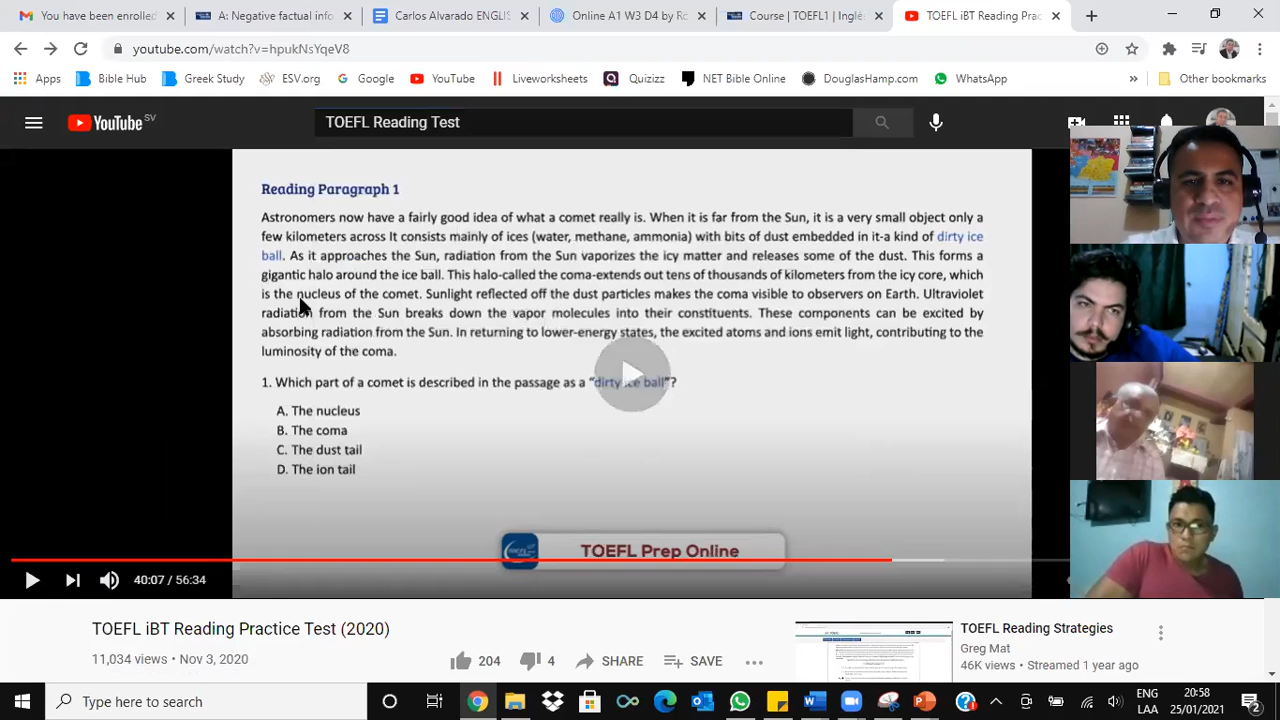 You have been enrolled
A: Negative factual info
Carlos Alvarado ENGLIS
Online A1 W3 D4 by Ro
Course | TOEFL1 | Inglé
TOEFL iBT Reading Prac
youtube.com/watch?v=hpukNsYqeV8
Apps
Bible Hub
Greek Study
ESV.org
Google
YouTube
Liveworksheets
Quizizz
NET Bible Online
DouglasHamp.com
WhatsApp
»
Other bookmarks
YouTube SV
TOEFL Reading Test
Reading Paragraph 1
Astronomers now have a fairly good idea of what a comet really is. When it is far from the Sun, it is a very small object only a
few kilometers across It consists mainly of ices (water, methane, ammonia) with bits of dust embedded in it-a kind of dirty ice
ball. As it approaches the Sun, radiation from the Sun vaporizes the icy matter and releases some of the dust. This forms a
gigantic halo around the ice ball. This halo-called the coma-extends out tens of thousands of kilometers from the icy core, which
is the nucleus of the comet. Sunlight reflected off the dust particles makes the coma visible to observers on Earth. Ultraviolet
radiation from the Sun breaks down the vapor molecules into their constituents. These components can be excited by
absorbing radiation from the Sun. In returning to lower-energy states, the excited atoms and ions emit light, contributing to the
luminosity of the coma.
1. Which part of a comet is described in the passage as a “dirty ice ball”?
A. The nucleus
B. The coma
C. The dust tail
D. The ion tail
TOEFL Prep Online
40:07 / 56:34
TOEFL iBT Reading Practice Test (2020)
11,03 2020
204
4
SHARE
SAVE
TOEFL Reading Strategies
Greg Mat
46K views • Streamed 1 year ago
Type here to search
ENG
LAA
20:58
25/01/2021
2